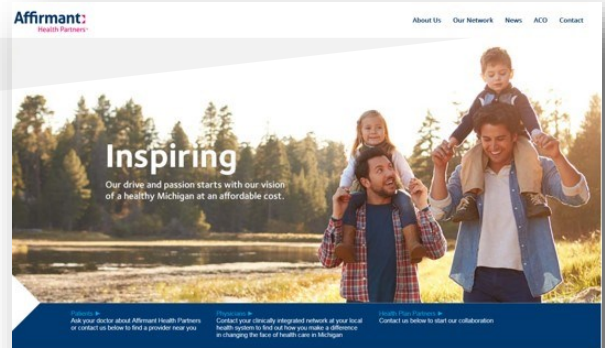 Affirmant
Health Partners
About Us Our Network News ACO Contact
Inspiring
Our drive and passion starts with our vision
of a healthy Michigan at an affordable cost.
Patients ►
Ask your doctor about Affirmant Health Partners
or contact us below to find a provider near you
Physicians ►
Contact your clinically integrated network at your local
health system to find out how you make a difference
in changing the face of health care in Michigan
Health Plan Partners ►
Contact us below to start our collaboration